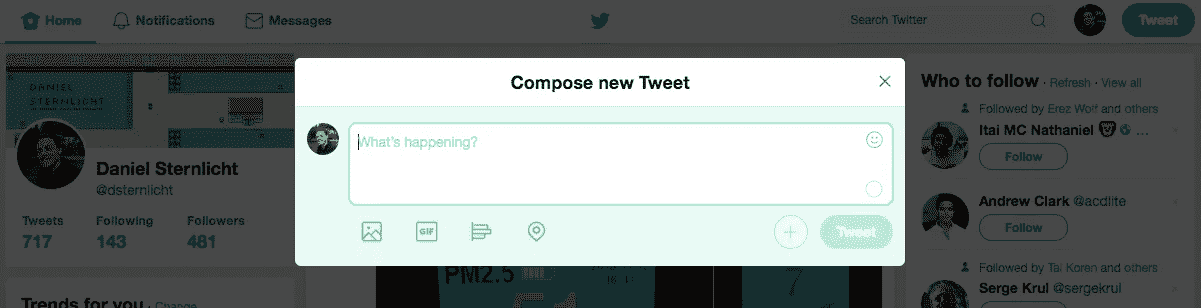 Home
Notifications
Messages
Search Twitter
Tweet
DANIEL
STERNLICHT
Daniel Sternlicht
@dsternlicht
Tweets
Following
Followers
717
143
481
Trends for you · Change
Compose new Tweet
What's happening?
GIF
Tweet
PM2.5
7
Who to follow · Refresh · View all
Followed by Erez Wolf and others
Itai MC Nathaniel
Follow
Andrew Clark @acdlite
Follow
Followed by Tai Koren and others
Serge Krul @sergekrul